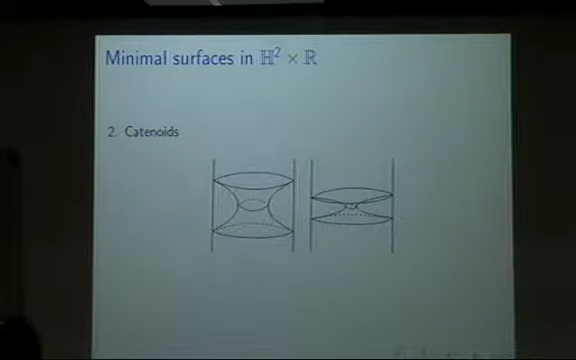 Minimal surfaces in ℍ² × ℝ
2. Catenoids